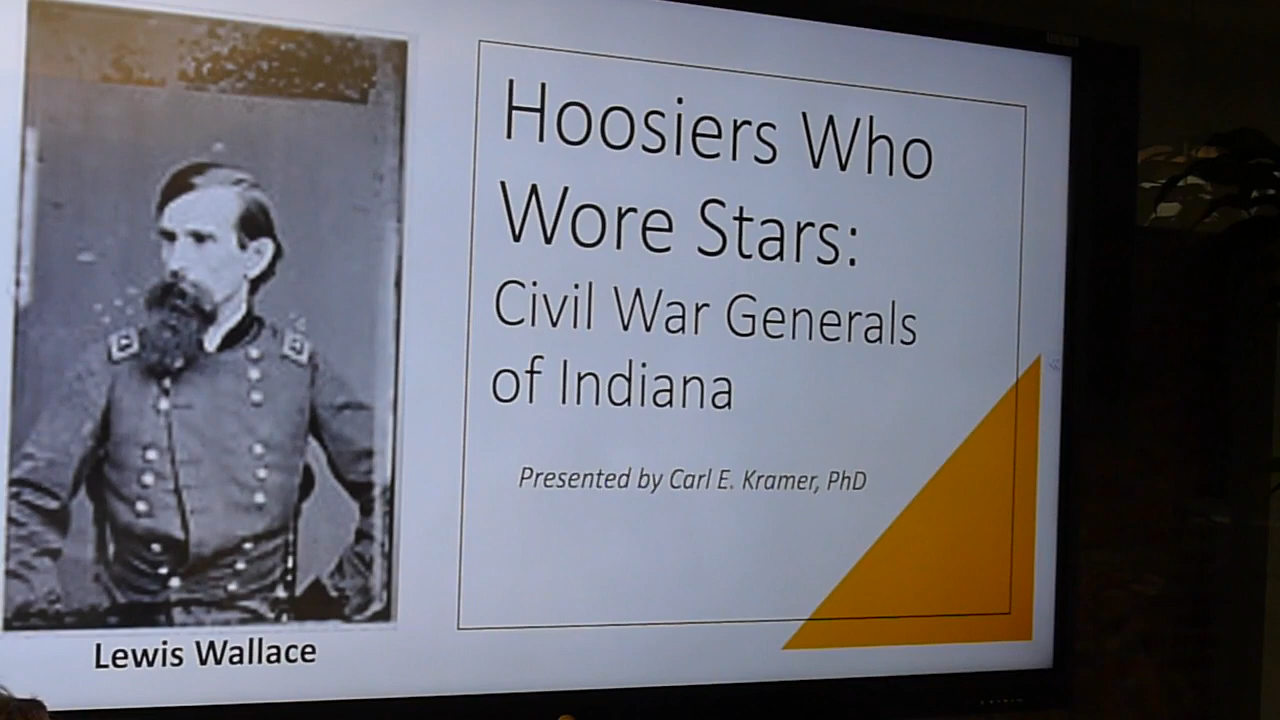 Hoosiers Who
Wore Stars:
Civil War Generals
of Indiana
Presented by Carl E. Kramer, PhD
Lewis Wallace